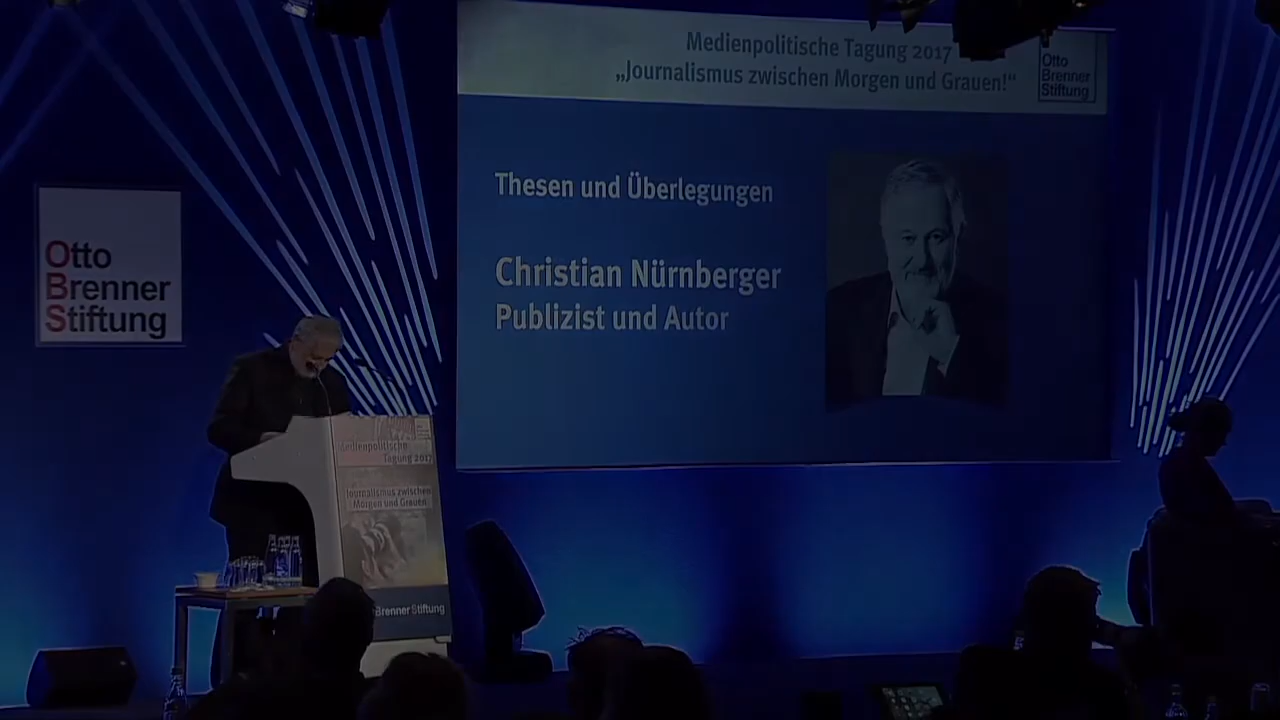 Medienpolitische Tagung 2017
„Journalismus zwischen Morgen und Grauen!“
Otto
Brenner
Stiftung
Thesen und Überlegungen
Christian Nürnberger
Publizist und Autor
Otto
Brenner
Stiftung
Medienpolitische
Tagung 2017
Journalismus zwischen
Morgen und Grauen
Brenner Stiftung